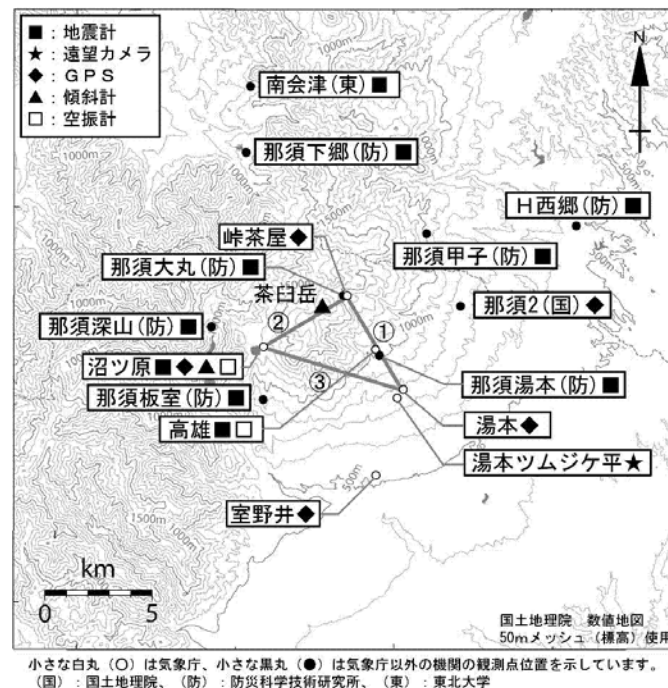 ■：地震計
★：遠望カメラ
◆：ＧＰＳ
▲：傾斜計
□：空振計
N
1000m
1000m
南会津(東)■
1000m
那須下郷(防)■
500m
Ｈ西郷(防)■
峠茶屋◆
那須甲子(防)■
那須大丸(防)■
茶臼岳
那須2(国)◆
那須深山(防)■
②
①
1000m
沼ツ原■◆▲□
③
那須湯本(防)■
那須板室(防)■
高雄■□
湯本◆
湯本ツムジケ平★
500m
室野井◆
1500m
1000m
km
0 5
国土地理院 数値地図
50mメッシュ（標高）使用
小さな白丸（○）は気象庁、小さな黒丸（●）は気象庁以外の機関の観測点位置を示しています。
（国）：国土地理院、（防）：防災科学技術研究所、（東）：東北大学